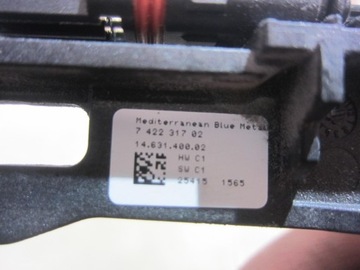 Mediterranean Blue Met
7 422 317 02
14.631.400.02
HW C1
SW C1
25415 1565